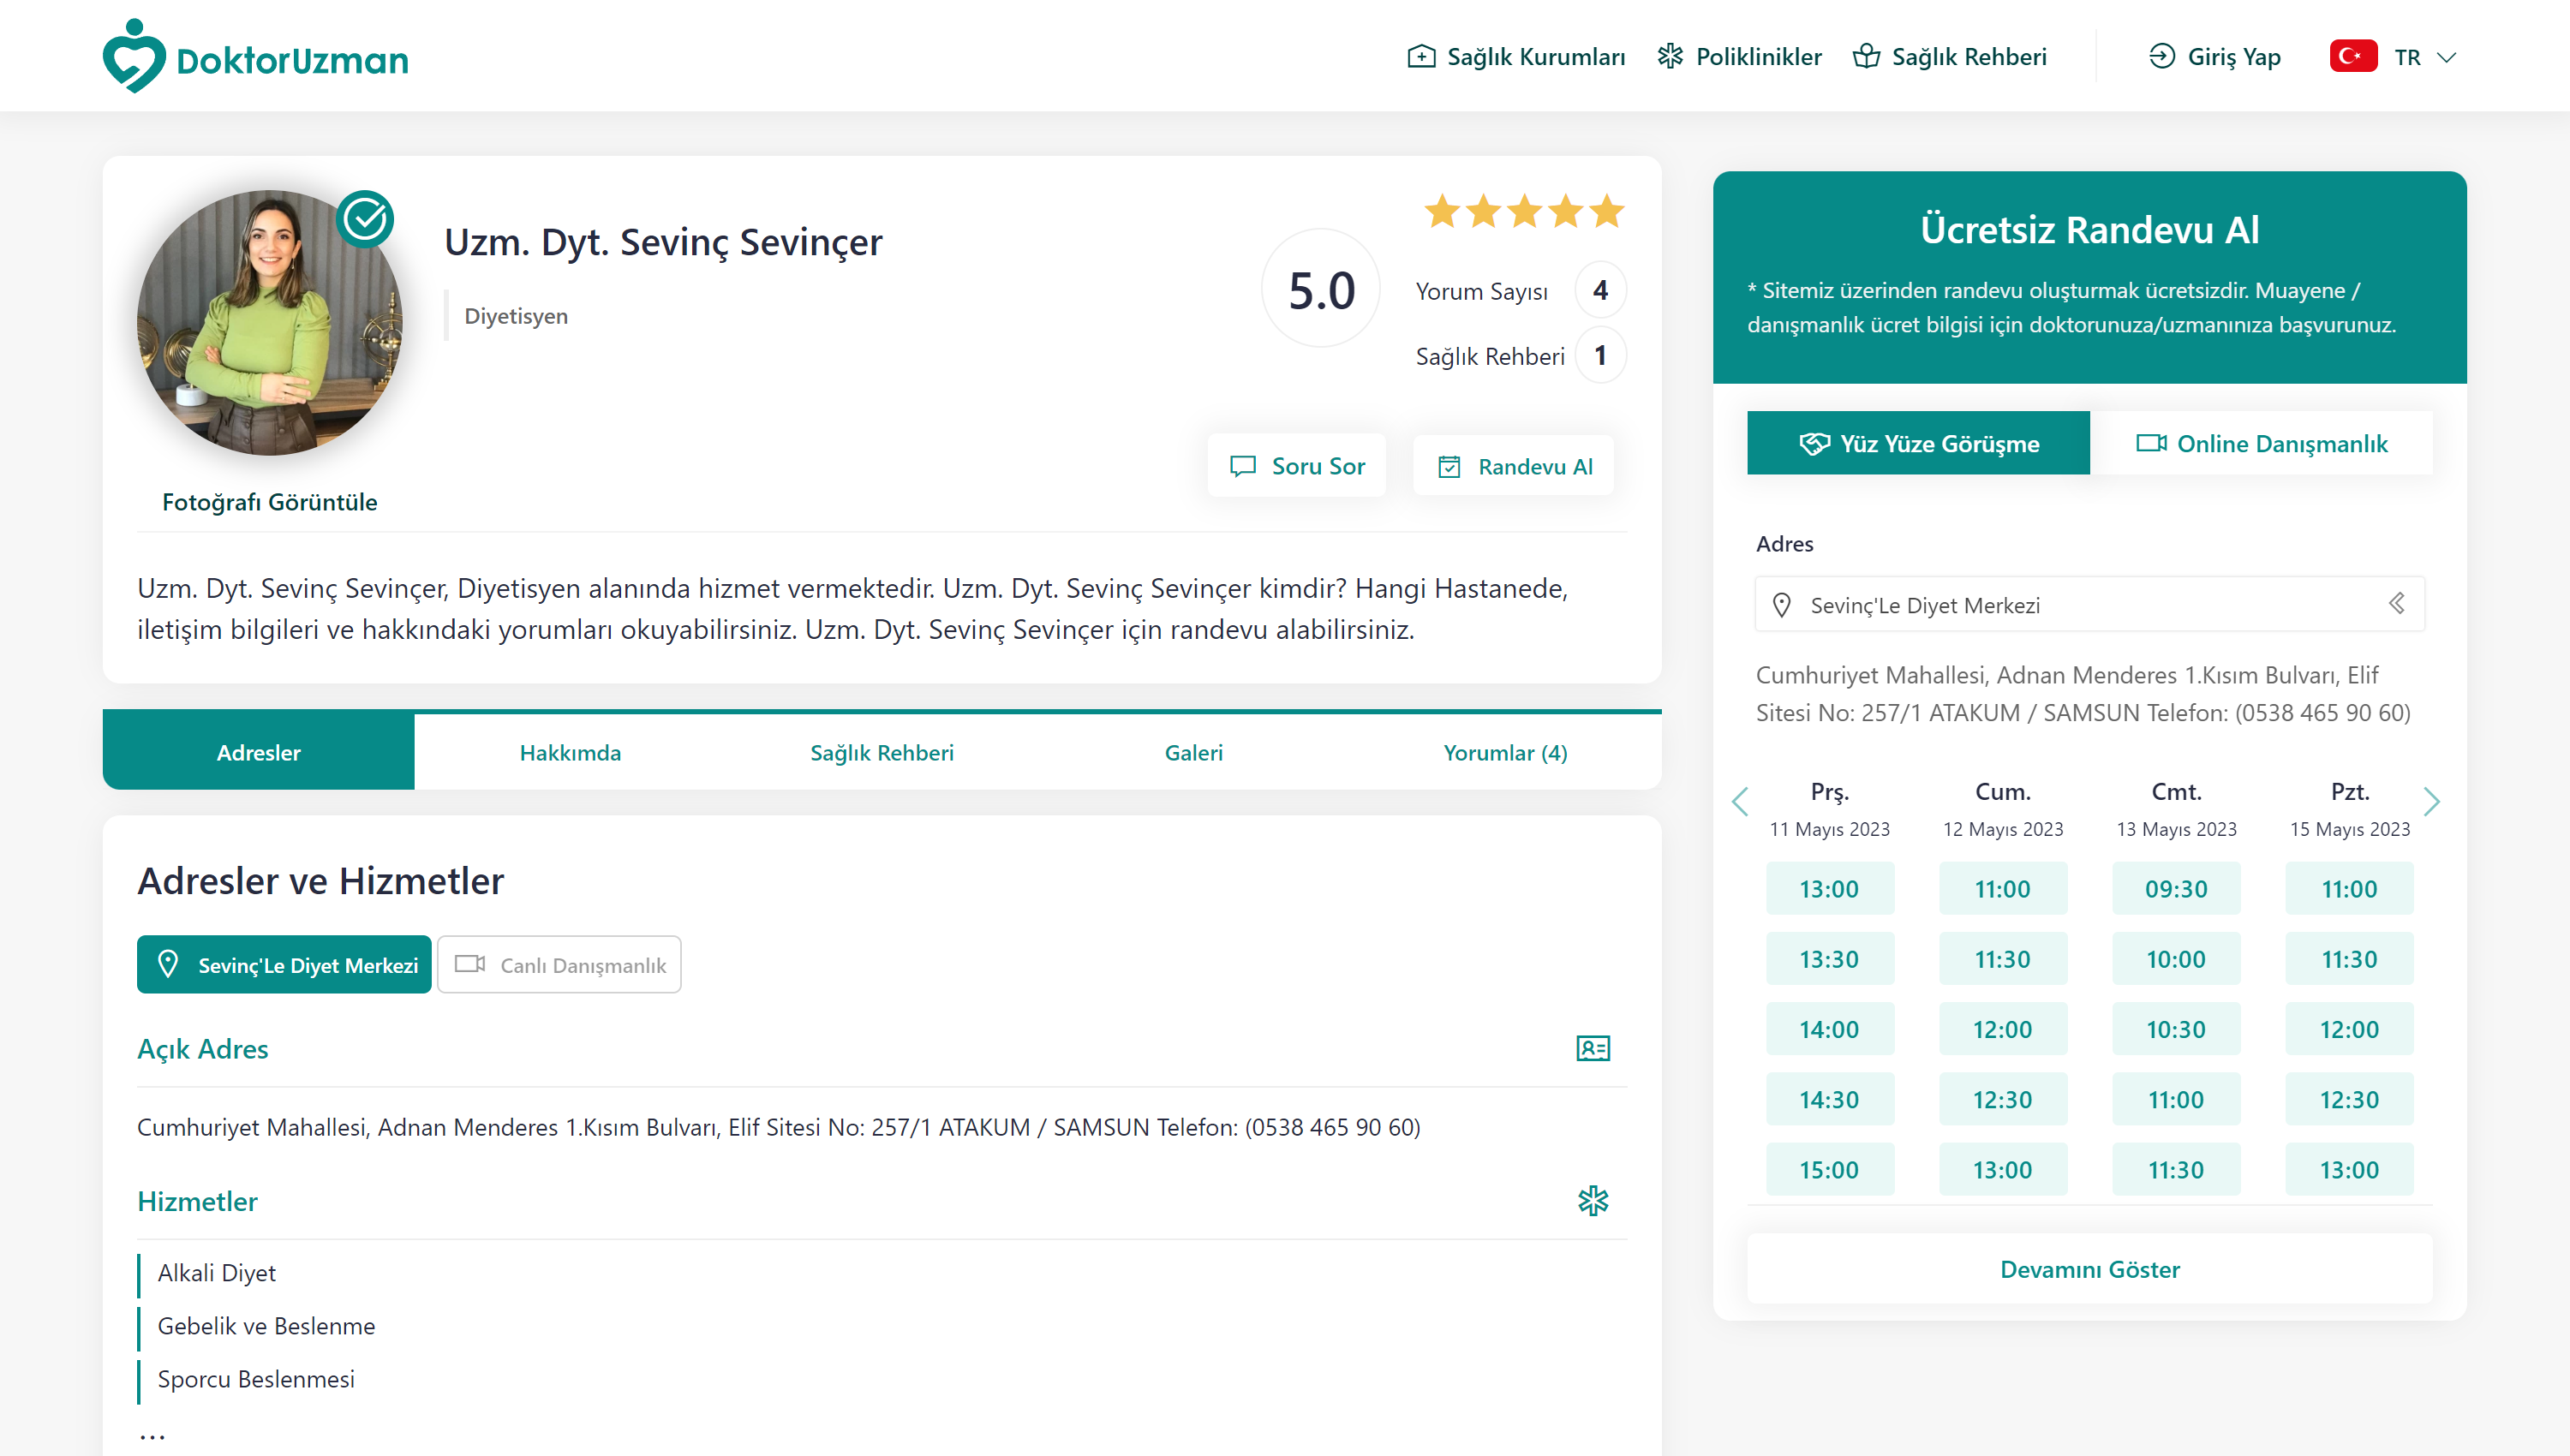 DoktorUzman
Sağlık Kurumları
Poliklinikler
Sağlık Rehberi
Giriş Yap
TR
Uzm. Dyt. Sevinç Sevinçer
Diyetisyen
Fotoğrafı Görüntüle
5.0
Yorum Sayısı 4
Sağlık Rehberi 1
Soru Sor
Randevu Al
Uzm. Dyt. Sevinç Sevinçer, Diyetisyen alanında hizmet vermektedir. Uzm. Dyt. Sevinç Sevinçer kimdir? Hangi Hastanede,
iletişim bilgileri ve hakkındaki yorumları okuyabilirsiniz. Uzm. Dyt. Sevinç Sevinçer için randevu alabilirsiniz.
Adresler
Hakkımda
Sağlık Rehberi
Galeri
Yorumlar (4)
Adresler ve Hizmetler
Sevinç'Le Diyet Merkezi
Canlı Danışmanlık
Açık Adres
Cumhuriyet Mahallesi, Adnan Menderes 1.Kısım Bulvarı, Elif Sitesi No: 257/1 ATAKUM / SAMSUN Telefon: (0538 465 90 60)
Hizmetler
Alkali Diyet
Gebelik ve Beslenme
Sporcu Beslenmesi
...
Ücretsiz Randevu Al
* Sitemiz üzerinden randevu oluşturmak ücretsizdir. Muayene /
danışmanlık ücret bilgisi için doktorunuza/uzmanınıza başvurunuz.
Yüz Yüze Görüşme
Online Danışmanlık
Adres
Sevinç'Le Diyet Merkezi
Cumhuriyet Mahallesi, Adnan Menderes 1.Kısım Bulvarı, Elif
Sitesi No: 257/1 ATAKUM / SAMSUN Telefon: (0538 465 90 60)
Prş. Cum. Cmt. Pzt.
11 Mayıs 2023 12 Mayıs 2023 13 Mayıs 2023 15 Mayıs 2023
13:00 11:00 09:30 11:00
13:30 11:30 10:00 11:30
14:00 12:00 10:30 12:00
14:30 12:30 11:00 12:30
15:00 13:00 11:30 13:00
Devamını Göster